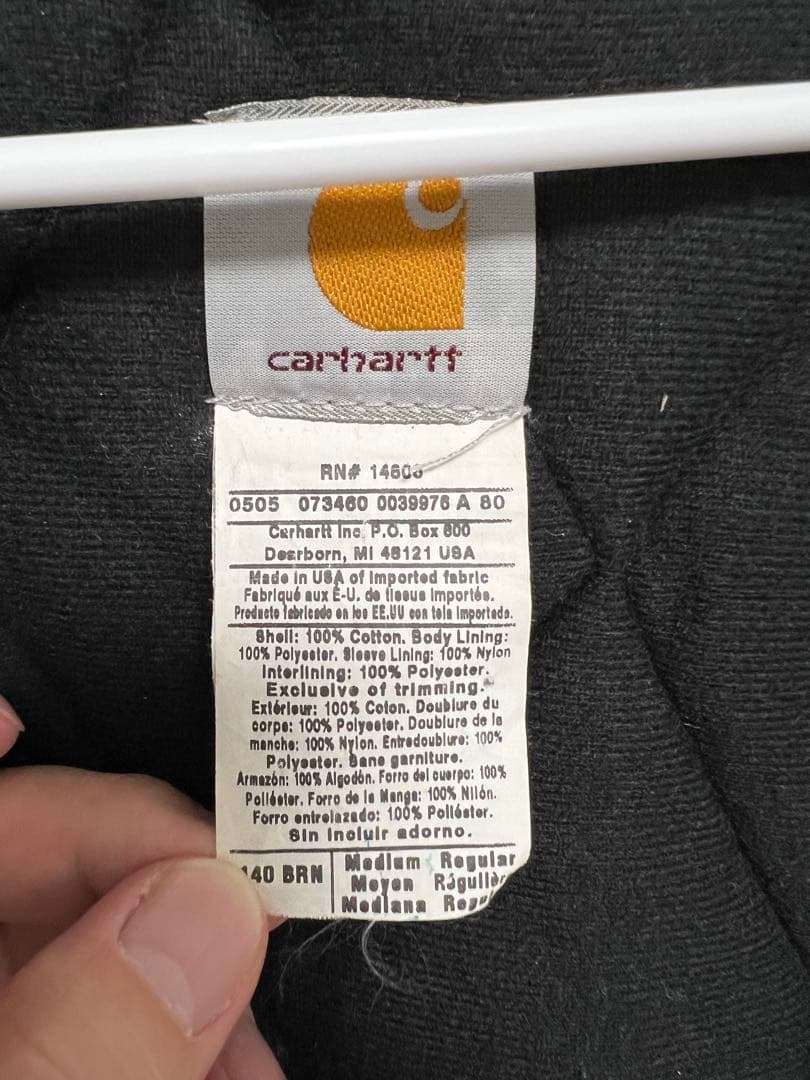 carhartt
RN# 14806
0505 073460 0039976 A 80
Carhartt Inc. P.O. Box 600
Dearborn, MI 48121 USA
Made in USA of Imported fabric
Fabriqué aux É-U. de tissus importés.
Producto fabricado en los EE.UU con tela importada.
Shell: 100% Cotton. Body Lining:
100% Polyester. Sleeve Lining: 100% Nylon
Interlining: 100% Polyester.
Exclusive of trimming.
Extérieur: 100% Coton. Doublure du
corps: 100% Polyester. Doublure de la
manche: 100% Nylon. Entredoublure: 100%
Polyester. Sans garniture.
Armazón: 100% Algodón. Forro del cuerpo: 100%
Poliéster. Forro de la Manga: 100% Nilón.
Forro entrelazado: 100% Poliéster.
Sin incluir adorno.
140 BRN
Medium Regular
Moyen
Mediana